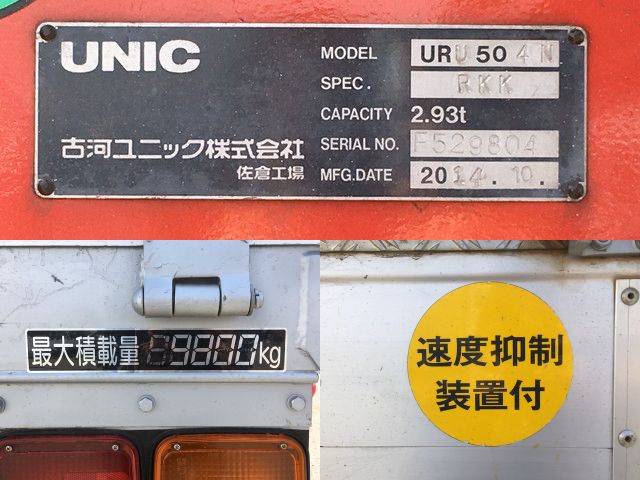 UNIC
MODEL URU504N
SPEC. RKK
CAPACITY 2.93t
古河ユニック株式会社
SERIAL NO. F529804
佐倉工場
MFG.DATE 2014.10.
最大積載量 9800kg
速度抑制
装置付